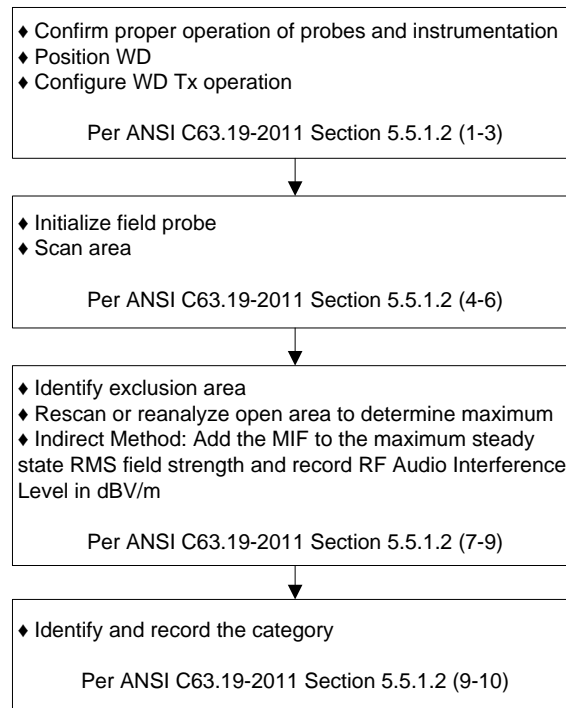 ♦ Confirm proper operation of probes and instrumentation
♦ Position WD
♦ Configure WD Tx operation
Per ANSI C63.19-2011 Section 5.5.1.2 (1-3)
♦ Initialize field probe
♦ Scan area
Per ANSI C63.19-2011 Section 5.5.1.2 (4-6)
♦ Identify exclusion area
♦ Rescan or reanalyze open area to determine maximum
♦ Indirect Method: Add the MIF to the maximum steady
state RMS field strength and record RF Audio Interference
Level in dBV/m
Per ANSI C63.19-2011 Section 5.5.1.2 (7-9)
♦ Identify and record the category
Per ANSI C63.19-2011 Section 5.5.1.2 (9-10)